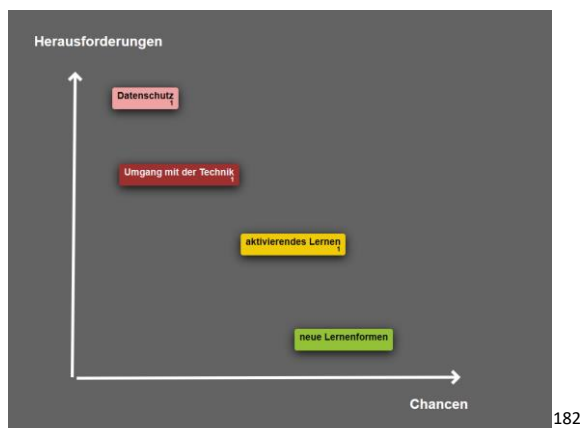 Herausforderungen
Datenschutz
1
Umgang mit der Technik
1
aktivierendes Lernen
1
neue Lernenformen
Chancen
182